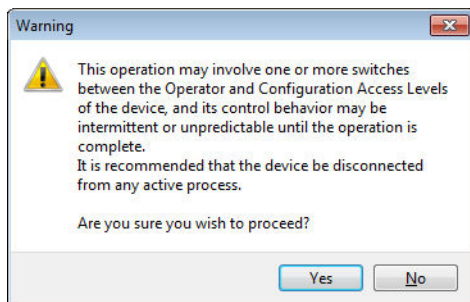 Warning
This operation may involve one or more switches
between the Operator and Configuration Access Levels
of the device, and its control behavior may be
intermittent or unpredictable until the operation is
complete.
It is recommended that the device be disconnected
from any active process.
Are you sure you wish to proceed?
Yes
No